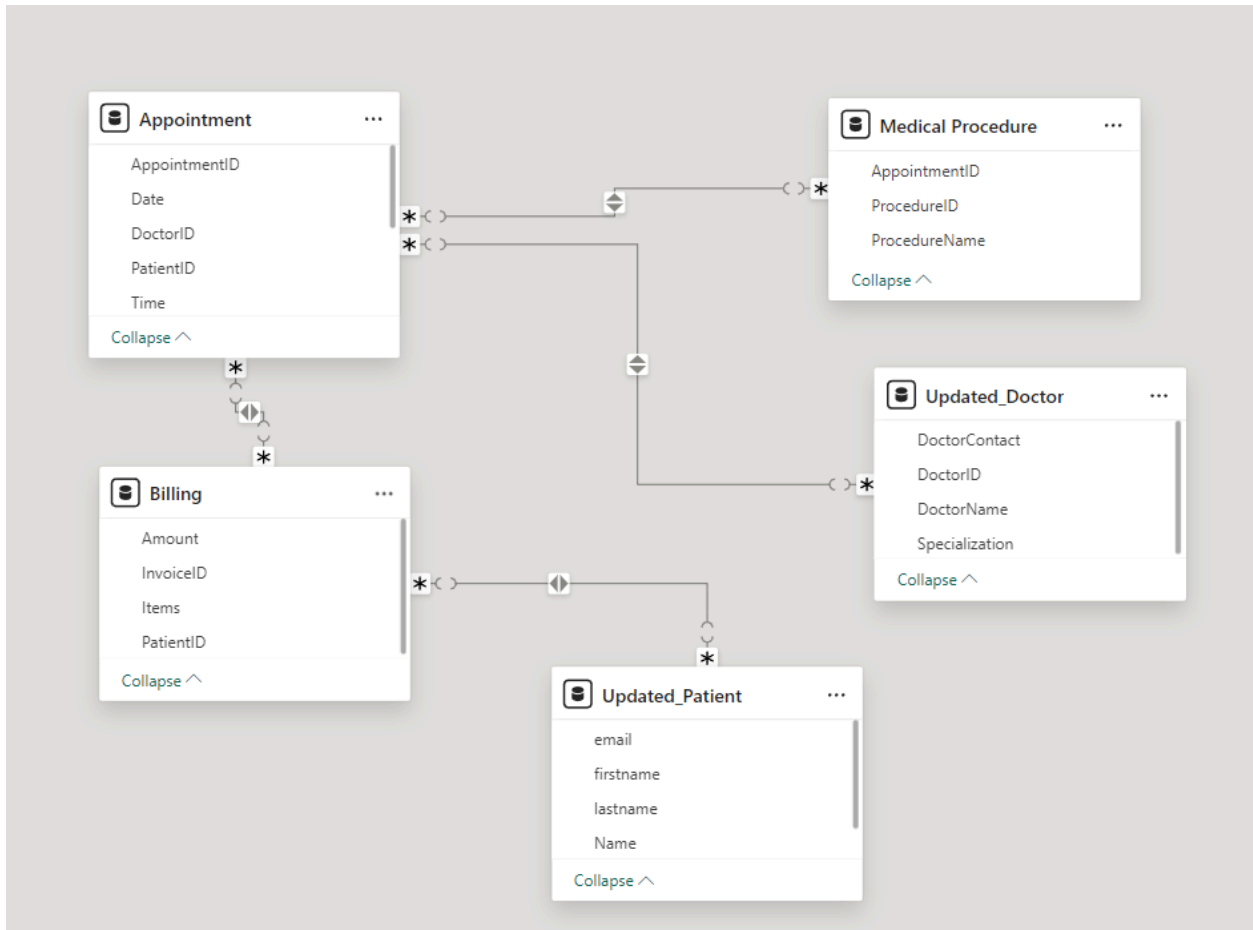 Appointment
AppointmentID
Date
DoctorID
PatientID
Time
Collapse
Medical Procedure
AppointmentID
ProcedureID
ProcedureName
Collapse
Updated_Doctor
DoctorContact
DoctorID
DoctorName
Specialization
Collapse
Billing
Amount
InvoiceID
Items
PatientID
Collapse
Updated_Patient
email
firstname
lastname
Name
Collapse